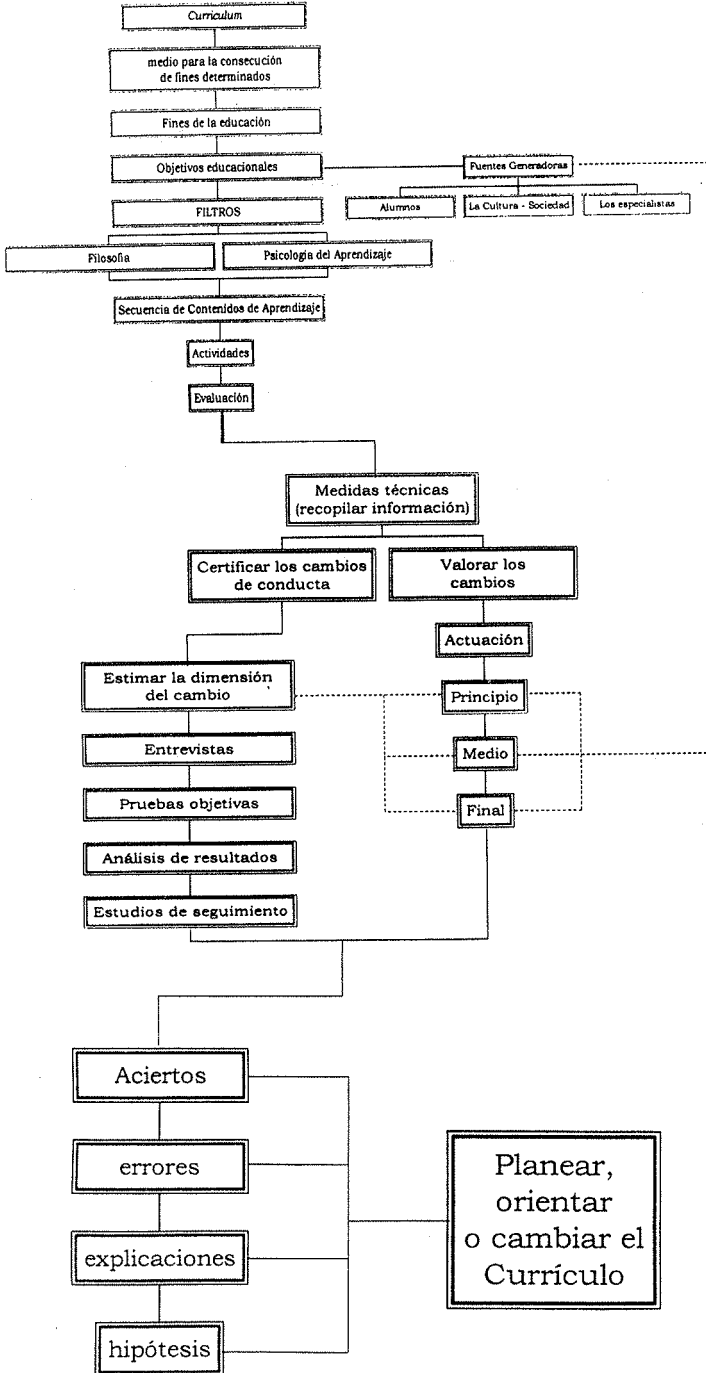 Curriculum
medio para la consecución
de fines determinados
Fines de la educación
Objetivos educacionales
Fuentes Generadoras
FILTROS
Alumnos
La Cultura - Sociedad
Los especialistas
Filosofia
Psicología del Aprendizaje
Secuencia de Contenidos de Aprendizaje
Actividades
Evaluación
Medidas técnicas
(recopilar información)
Certificar los cambios
de conducta
Valorar los
cambios
Actuación
Estimar la dimensión
del cambio
Principio
Entrevistas
Medio
Pruebas objetivas
Final
Análisis de resultados
Estudios de seguimiento
Aciertos
errores
explicaciones
hipótesis
Planear,
orientar
o cambiar el
Currículo